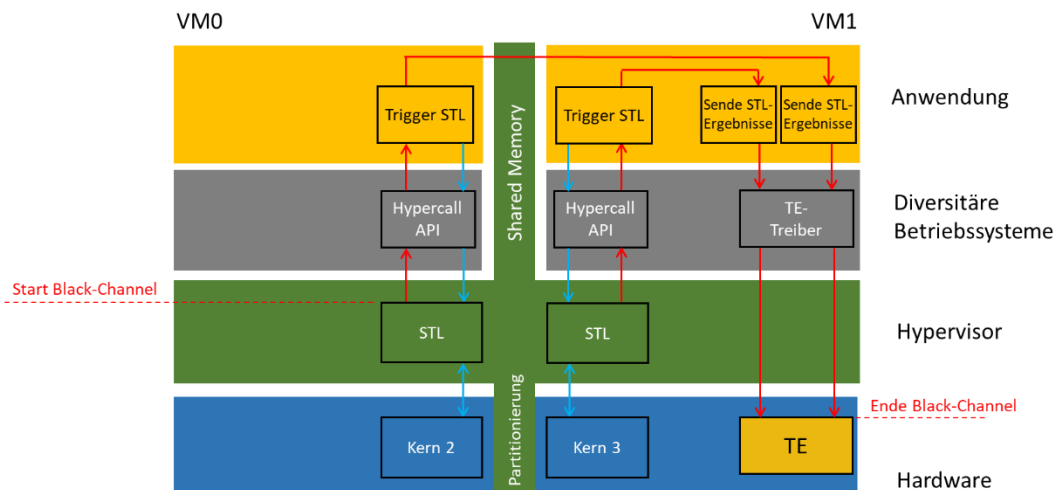 VM0
VM1
Trigger STL
Trigger STL
Sende STL-
Ergebnisse
Sende STL-
Ergebnisse
Anwendung
Shared Memory
Hypercall
API
Hypercall
API
TE-
Treiber
Diversitäre
Betriebssysteme
Start Black-Channel
STL
STL
Hypervisor
Partitionierung
Ende Black-Channel
Kern 2
Kern 3
TE
Hardware